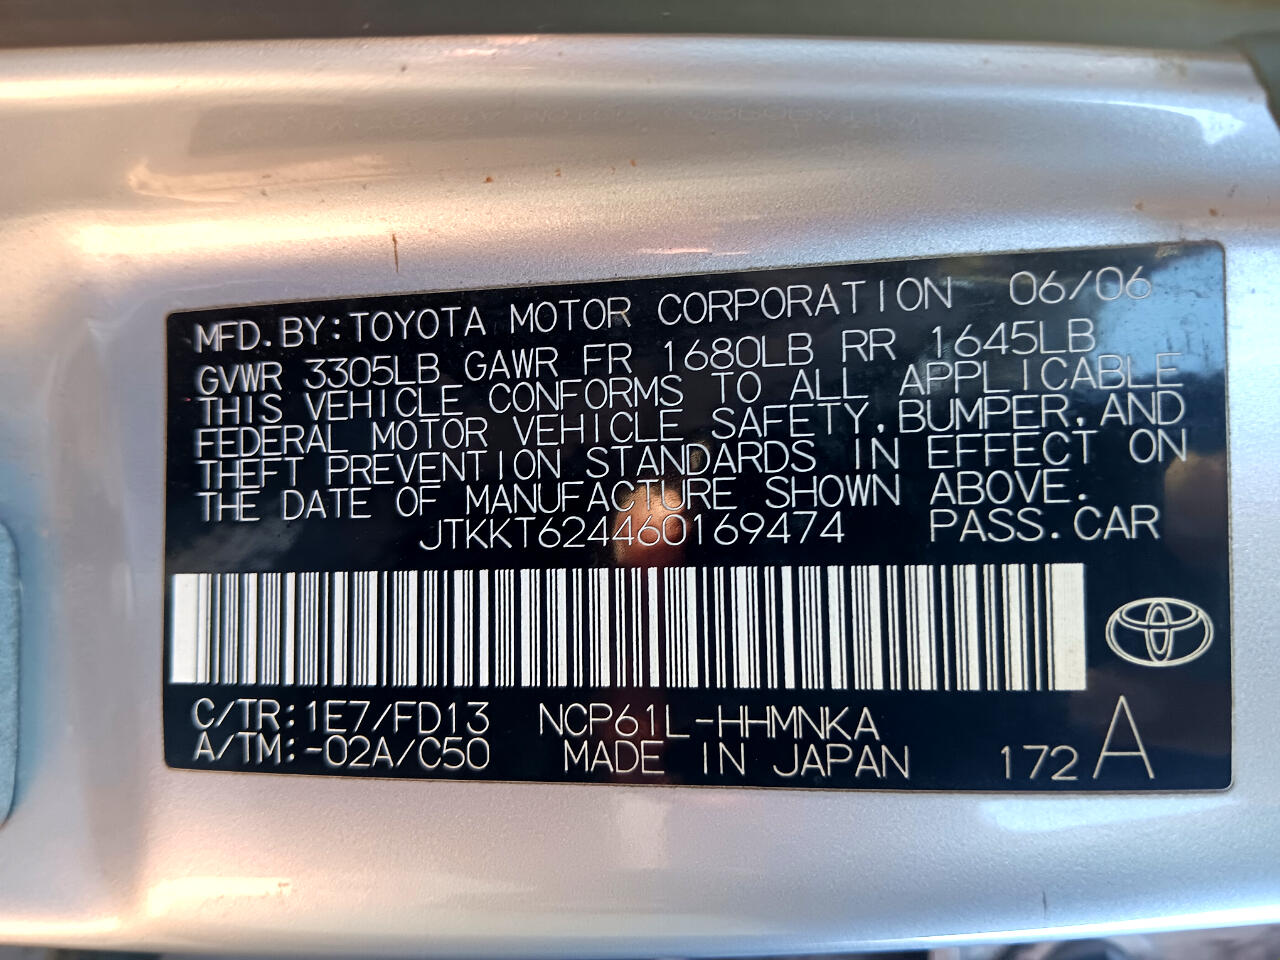 MFD. BY: TOYOTA MOTOR CORPORATION 06/06
GVWR 3305LB GAWR FR 1680LB RR 1645LB
THIS VEHICLE CONFORMS TO ALL APPLICABLE
FEDERAL MOTOR VEHICLE SAFETY, BUMPER, AND
THEFT PREVENTION STANDARDS IN EFFECT ON
THE DATE OF MANUFACTURE SHOWN ABOVE.
JTKKT624460169474 PASS. CAR
C/TR: 1E7/FD13 NCP61L-HHMNKA
A/TM: -02A/C50 MADE IN JAPAN 172 A